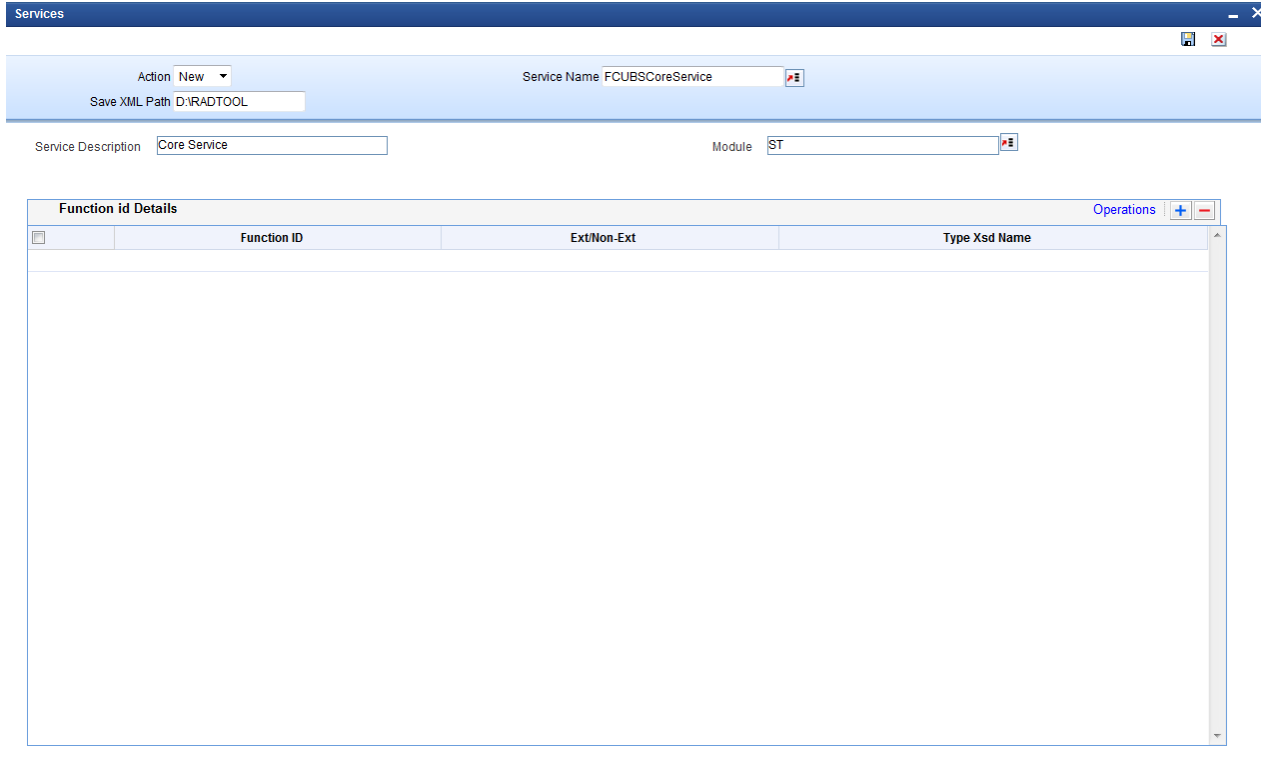 Services
Action New Service Name FCUBSCoreService
Save XML Path D:\RADTOOL
Service Description Core Service Module ST
Function id Details Operations
Function ID Ext/Non-Ext Type Xsd Name